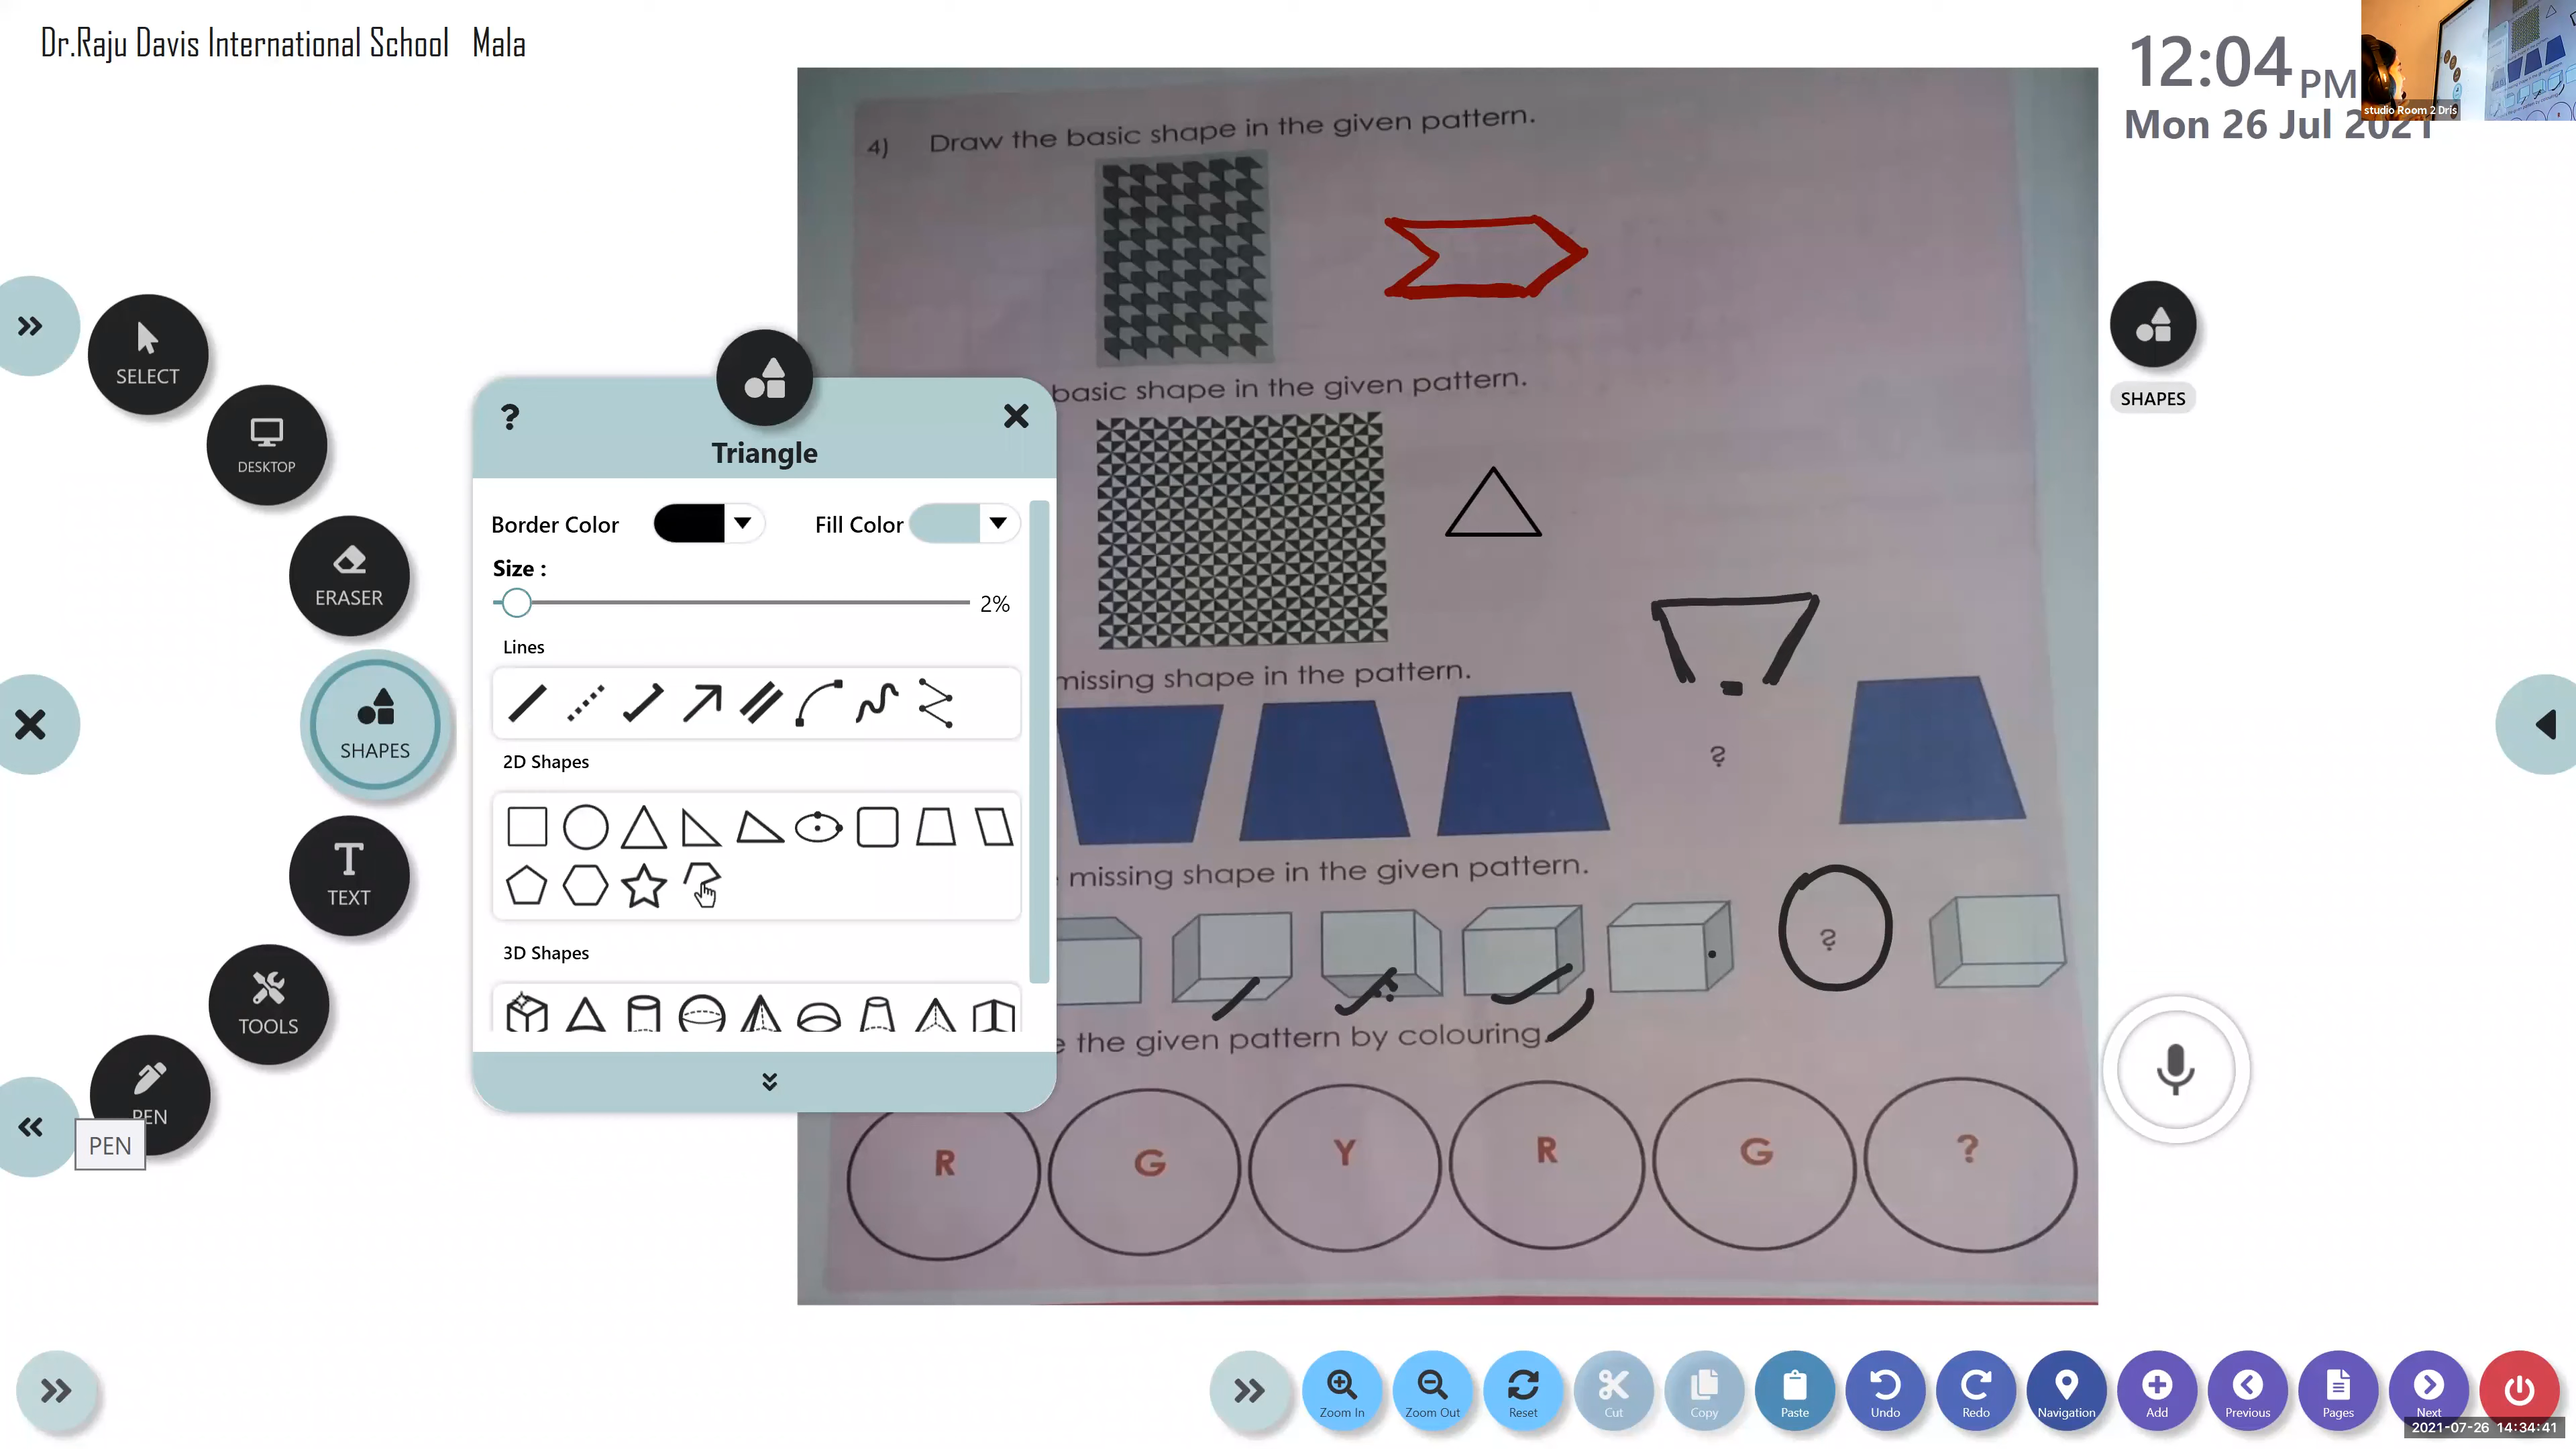 Dr.Raju Davis International School Mala
12:04 PM
Mon 26 Jul 2021
studio Room 2 Dris
4) Draw the basic shape in the given pattern.
basic shape in the given pattern.
missing shape in the pattern.
?
missing shape in the given pattern.
?
e the given pattern by colouring.
R G Y R G ?
SELECT
DESKTOP
ERASER
SHAPES
TEXT
TOOLS
PEN
PEN
?
Triangle
Border Color
Fill Color
Size :
2%
Lines
2D Shapes
3D Shapes
SHAPES
Zoom In
Zoom Out
Reset
Cut
Copy
Paste
Undo
Redo
Navigation
Add
Previous
Pages
Next
2021-07-26 14:34:41